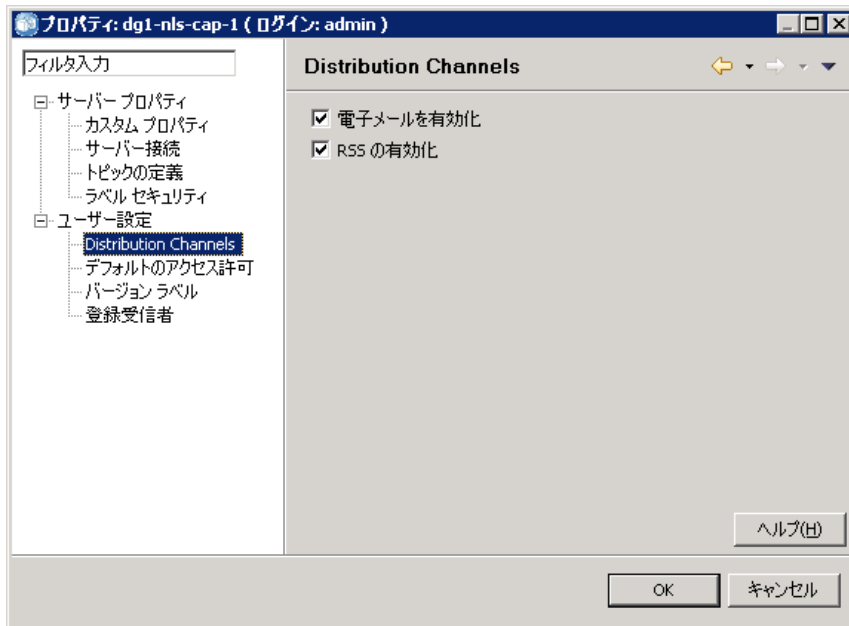 プロパティ: dg1-nls-cap-1 ( ログイン: admin )
フィルタ入力
サーバー プロパティ
カスタム プロパティ
サーバー接続
トピックの定義
ラベル セキュリティ
ユーザー設定
Distribution Channels
デフォルトのアクセス許可
バージョン ラベル
登録受信者
Distribution Channels
電子メールを有効化
RSS の有効化
ヘルプ(H)
OK
キャンセル